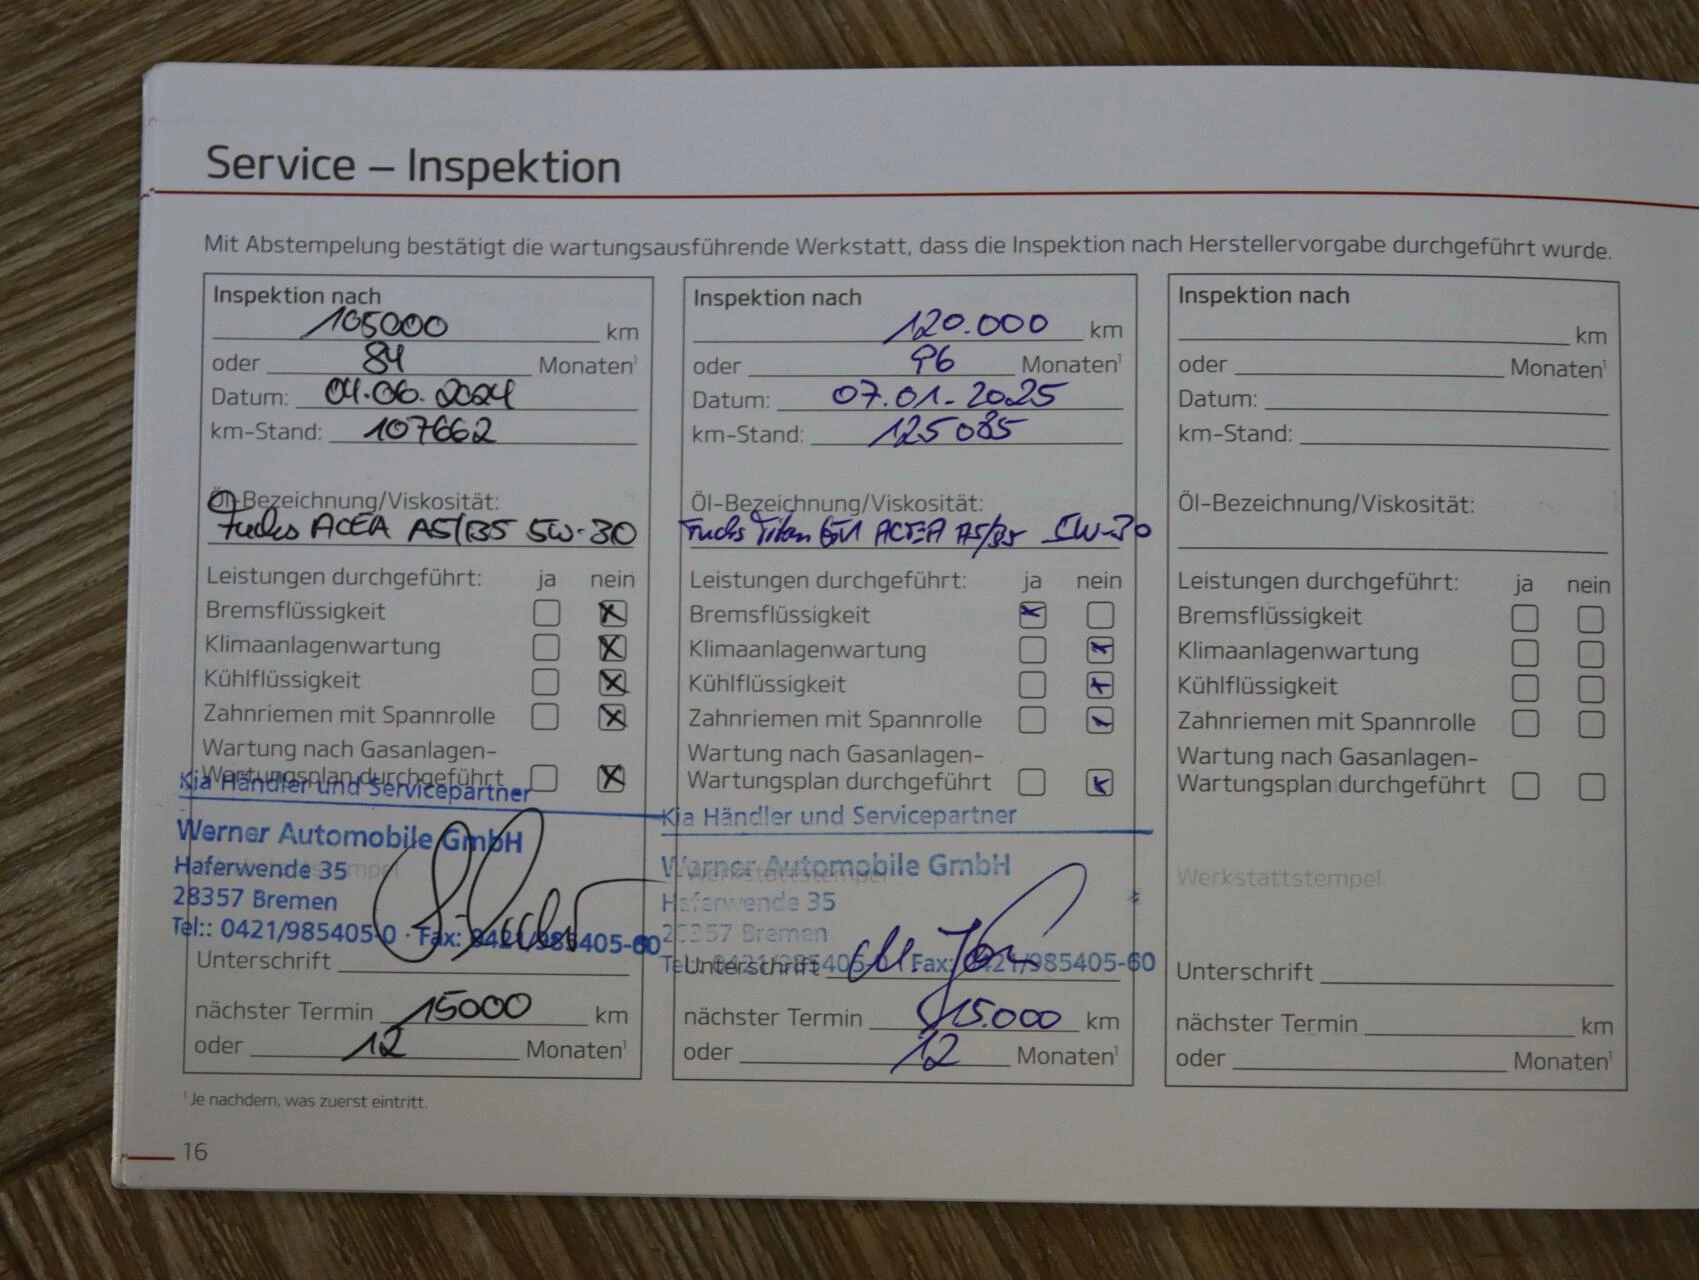 Service – Inspektion
Mit Abstempelung bestätigt die wartungsausführende Werkstatt, dass die Inspektion nach Herstellervorgabe durchgeführt wurde.
Inspektion nach
105000 km
oder 84 Monaten¹
Datum: 04.06.2024
km-Stand: 107662
Öl-Bezeichnung/Viskosität:
Fuchs ACEA A5/B5 5W-30
Leistungen durchgeführt: ja nein
Bremsflüssigkeit
Klimaanlagenwartung
Kühlflüssigkeit
Zahnriemen mit Spannrolle
Wartung nach Gasanlagen-
Wartungsplan durchgeführt
Kia Händler und Servicepartner
Werner Automobile GmbH
Haferwende 35
28357 Bremen
Tel:: 0421/985405-0 · Fax: 0421/985405-60
Unterschrift
nächster Termin 15000 km
oder 12 Monaten¹
Inspektion nach
120.000 km
oder 96 Monaten¹
Datum: 07.01.2025
km-Stand: 125085
Öl-Bezeichnung/Viskosität:
Fuchs Titan GT1 ACEA A5/B5 5W-30
Leistungen durchgeführt: ja nein
Bremsflüssigkeit
Klimaanlagenwartung
Kühlflüssigkeit
Zahnriemen mit Spannrolle
Wartung nach Gasanlagen-
Wartungsplan durchgeführt
Kia Händler und Servicepartner
Werner Automobile GmbH
Werkstattstempel
Haferwende 35
28357 Bremen
Tel:: 0421/985405-0 · Fax: 0421/985405-60
Unterschrift
nächster Termin 15.000 km
oder 12 Monaten¹
Inspektion nach
km
oder Monaten¹
Datum:
km-Stand:
Öl-Bezeichnung/Viskosität:
Leistungen durchgeführt: ja nein
Bremsflüssigkeit
Klimaanlagenwartung
Kühlflüssigkeit
Zahnriemen mit Spannrolle
Wartung nach Gasanlagen-
Wartungsplan durchgeführt
Werkstattstempel
Unterschrift
nächster Termin km
oder Monaten¹
¹ Je nachdem, was zuerst eintritt.
16